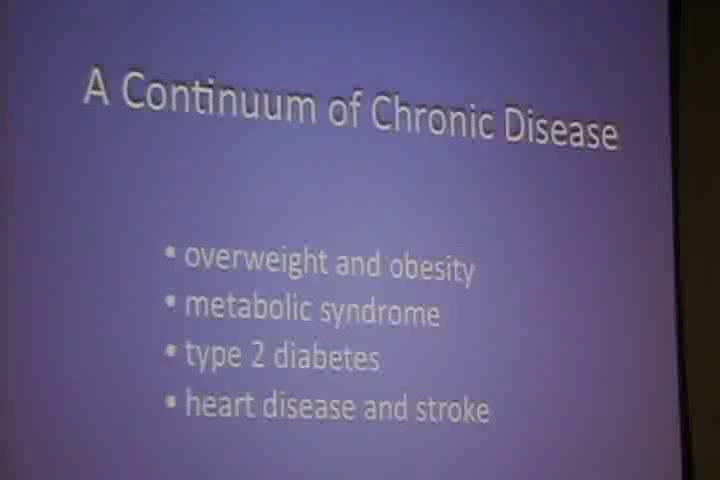 A Continuum of Chronic Disease
• overweight and obesity
• metabolic syndrome
• type 2 diabetes
• heart disease and stroke